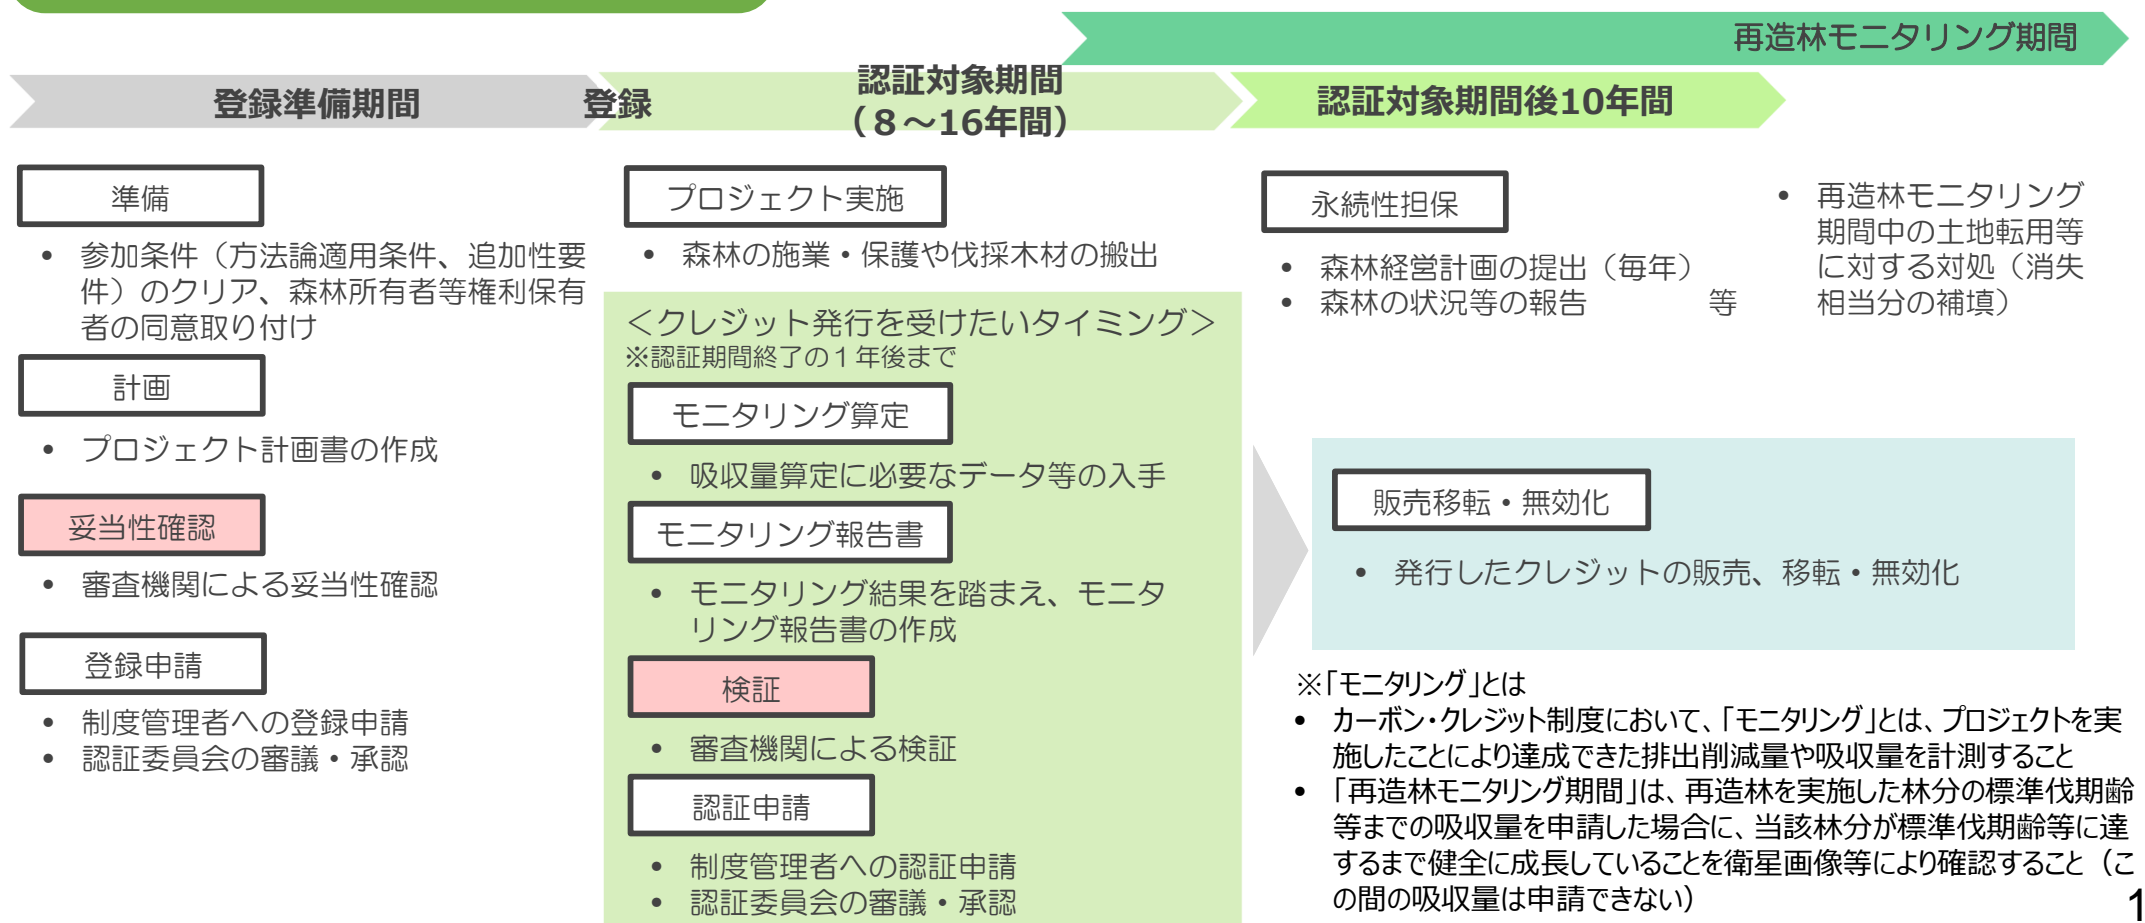 再造林モニタリング期間
登録準備期間
登録
認証対象期間
（８～16年間）
認証対象期間後10年間
準備
• 参加条件（方法論適用条件、追加性要
件）のクリア、森林所有者等権利保有
者の同意取り付け
計画
• プロジェクト計画書の作成
妥当性確認
• 審査機関による妥当性確認
登録申請
• 制度管理者への登録申請
• 認証委員会の審議・承認
プロジェクト実施
• 森林の施業・保護や伐採木材の搬出
＜クレジット発行を受けたいタイミング＞
※認証期間終了の１年後まで
モニタリング算定
• 吸収量算定に必要なデータ等の入手
モニタリング報告書
• モニタリング結果を踏まえ、モニタ
リング報告書の作成
検証
• 審査機関による検証
認証申請
• 制度管理者への認証申請
• 認証委員会の審議・承認
永続性担保
• 森林経営計画の提出（毎年）
• 森林の状況等の報告　　　　等
• 再造林モニタリング
期間中の土地転用等
に対する対処（消失
相当分の補填）
販売移転・無効化
• 発行したクレジットの販売、移転・無効化
※「モニタリング」とは
• カーボン・クレジット制度において、「モニタリング」とは、プロジェクトを実
施したことにより達成できた排出削減量や吸収量を計測すること
• 「再造林モニタリング期間」は、再造林を実施した林分の標準伐期齢
等までの吸収量を申請した場合に、当該林分が標準伐期齢等に達
するまで健全に成長していることを衛星画像等により確認すること（こ
の間の吸収量は申請できない）
1